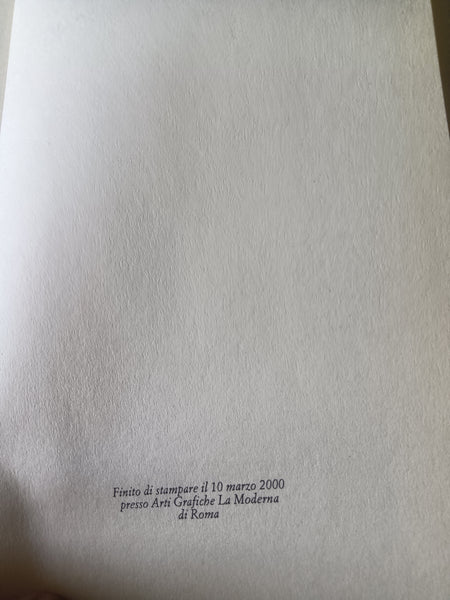 Finito di stampare il 10 marzo 2000
presso Arti Grafiche La Moderna
di Roma